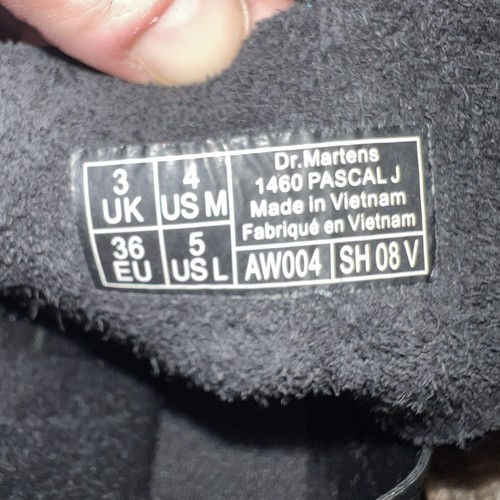 3 UK
4 US M
36 EU
5 US L
Dr.Martens
1460 PASCAL J
Made in Vietnam
Fabriqué en Vietnam
AW004
SH 08 V